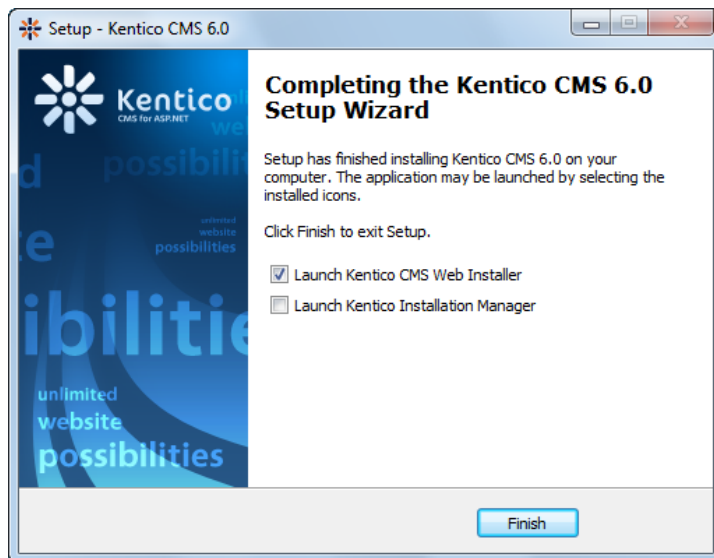 Setup - Kentico CMS 6.0
Kentico
CMS for ASP.NET
we
d possibilit
unlimited
website
possibilities
e
ibilitie
unlimited
website
possibilities
Completing the Kentico CMS 6.0
Setup Wizard
Setup has finished installing Kentico CMS 6.0 on your
computer. The application may be launched by selecting the
installed icons.
Click Finish to exit Setup.
Launch Kentico CMS Web Installer
Launch Kentico Installation Manager
Finish